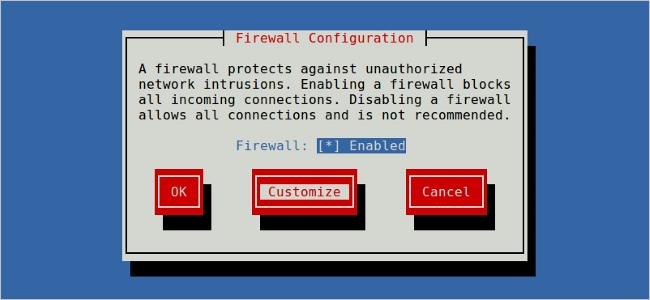 Firewall Configuration
A firewall protects against unauthorized
network intrusions. Enabling a firewall blocks
all incoming connections. Disabling a firewall
allows all connections and is not recommended.
Firewall: [*] Enabled
OK Customize Cancel